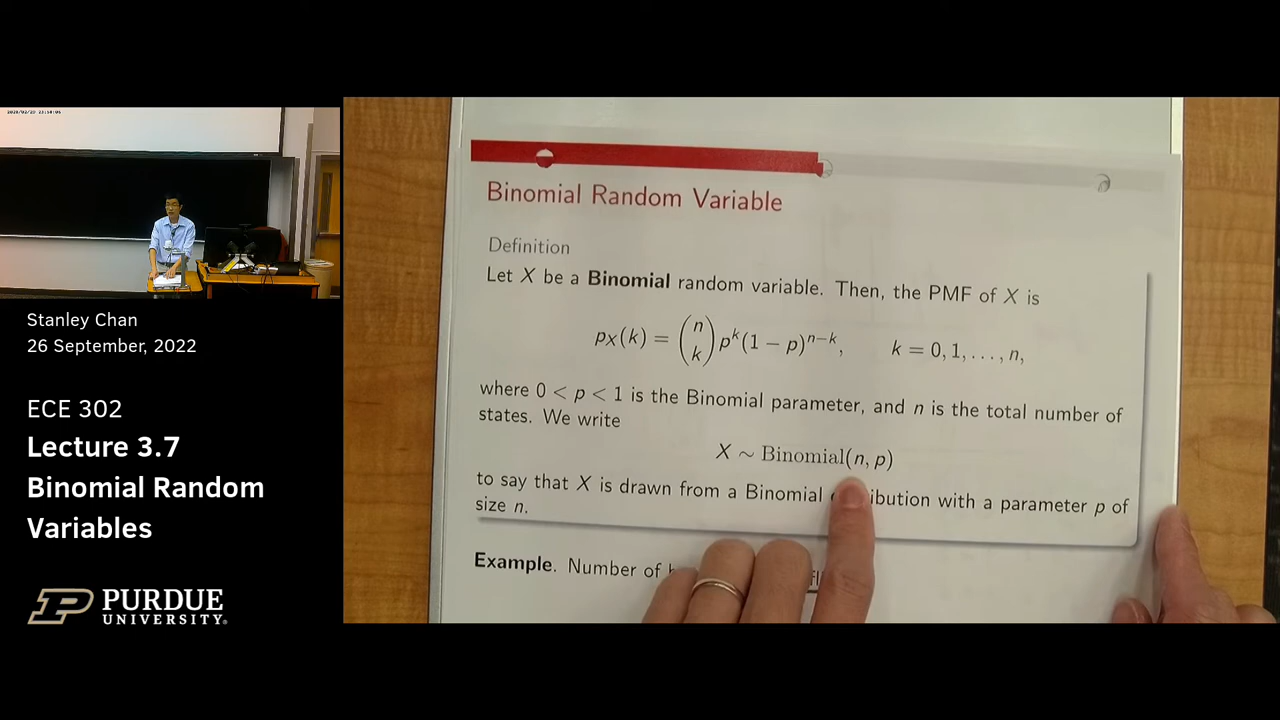 Stanley Chan
26 September, 2022
ECE 302
Lecture 3.7
Binomial Random
Variables
PURDUE
UNIVERSITY
Binomial Random Variable
Definition
Let X be a Binomial random variable. Then, the PMF of X is
p_X(k) = \binom{n}{k} p^k (1 − p)^{n−k}, k = 0, 1, . . . , n,
where 0 < p < 1 is the Binomial parameter, and n is the total number of
states. We write
X ∼ Binomial(n, p)
to say that X is drawn from a Binomial with a parameter p of
size n.
Example. Number of